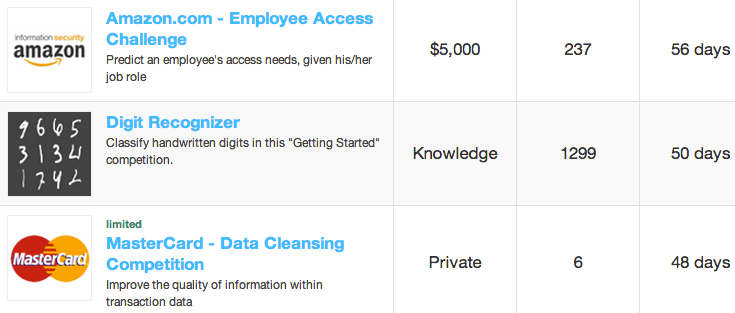 information security
amazon
Amazon.com - Employee Access
Challenge
Predict an employee's access needs, given his/her
job role
$5,000
237
56 days
9665
3134
1742
Digit Recognizer
Classify handwritten digits in this "Getting Started"
competition.
Knowledge
1299
50 days
MasterCard
limited
MasterCard - Data Cleansing
Competition
Improve the quality of information within
transaction data
Private
6
48 days